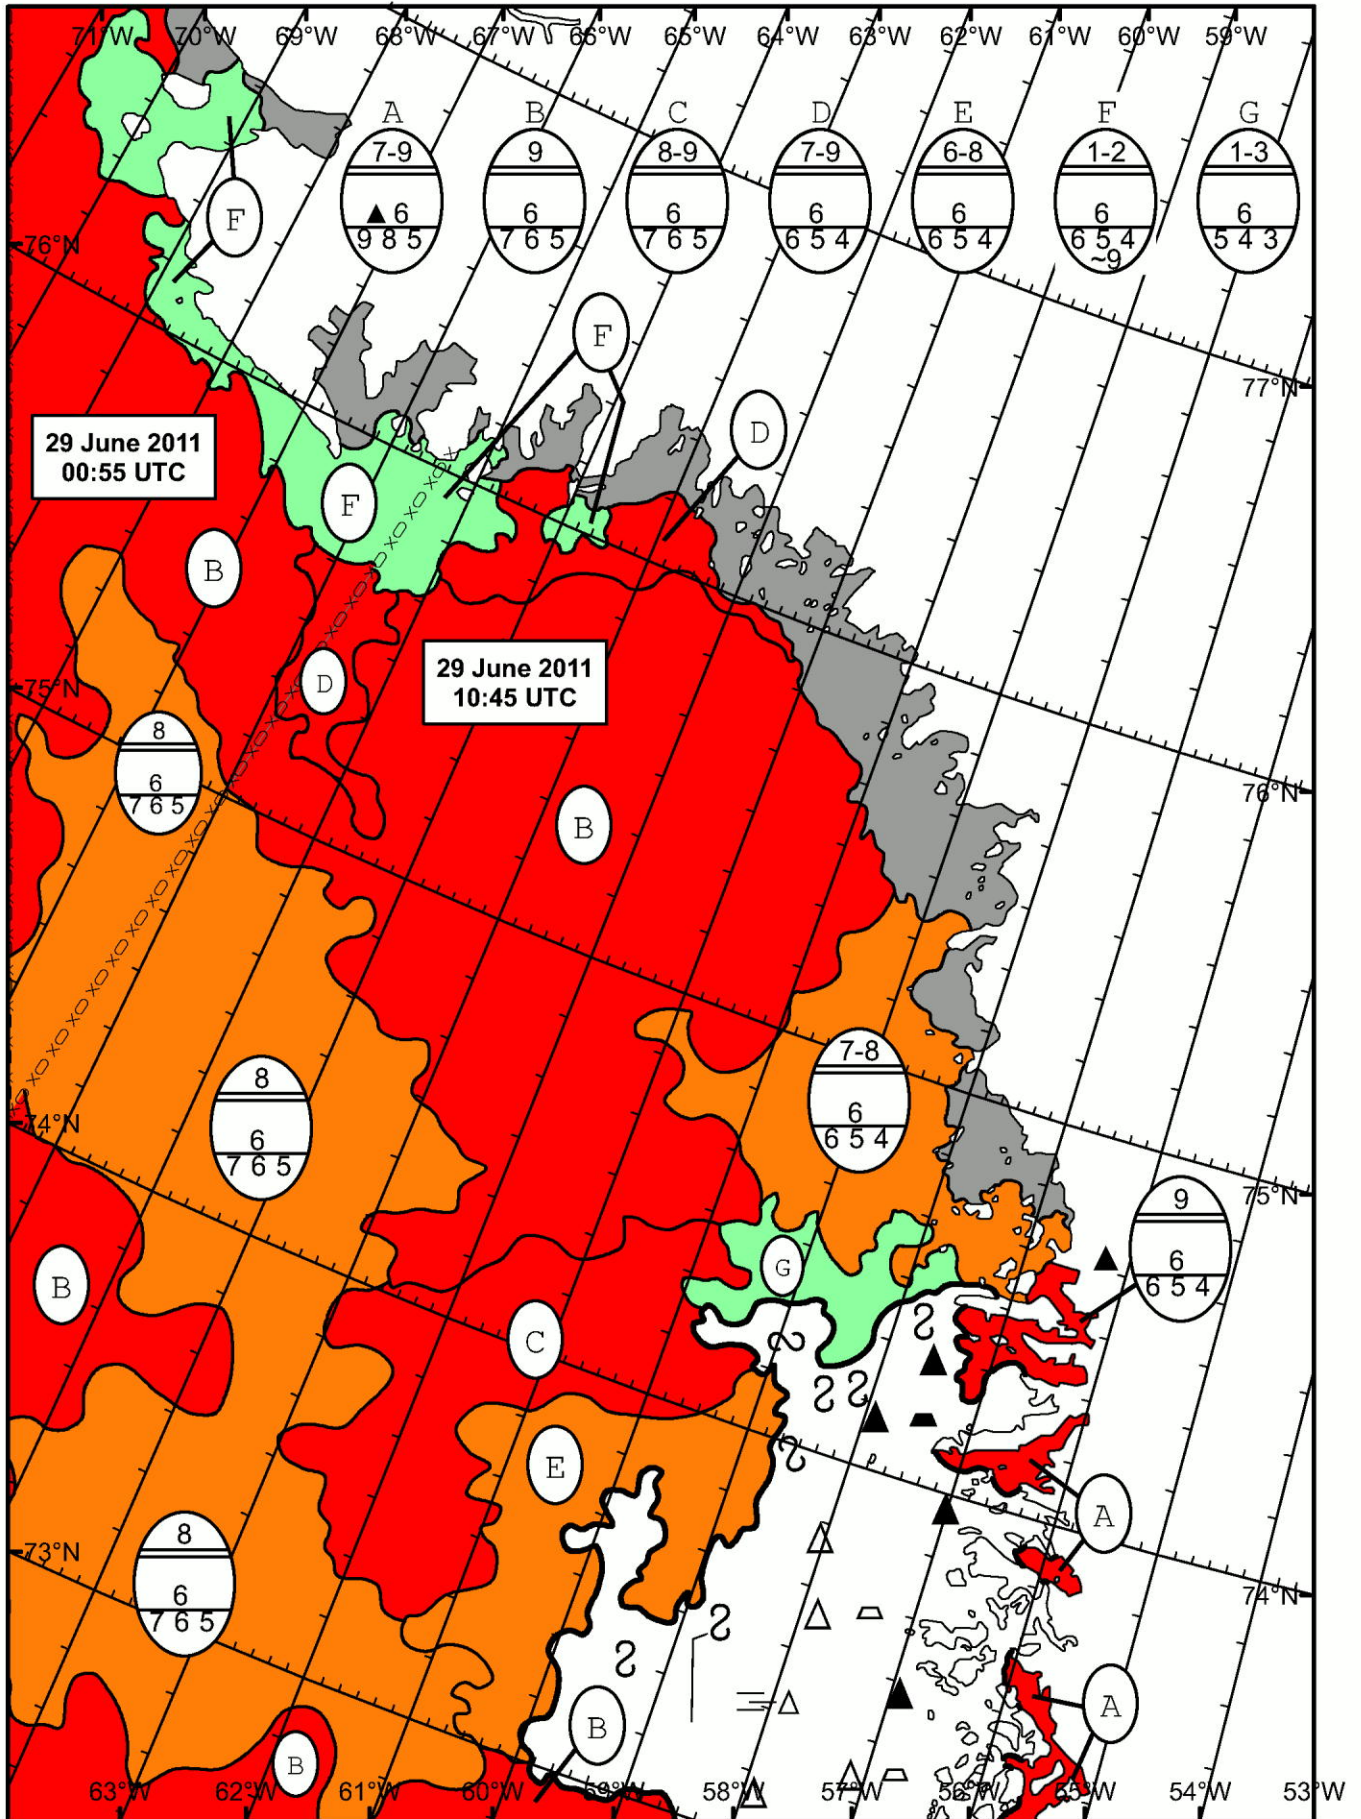 71°W 70°W 69°W 68°W 67°W 66°W 65°W 64°W 63°W 62°W 61°W 60°W 59°W
A B C D E F G
7-9 9 8-9 7-9 6-8 1-2 1-3
▲ 6 6 6 6 6 6 6
9 8 5 7 6 5 7 6 5 6 5 4 6 5 4 6 5 4 5 4 3
~9
F
76°N
F
77°N
D
29 June 2011
00:55 UTC
F
B
29 June 2011
10:45 UTC
D
75°N
8
6
7 6 5
76°N
B
7-8
6
6 5 4
8
6
7 6 5
74°N
75°N
9
6
6 5 4
G
B
C
E
A
8
6
7 6 5
73°N
74°N
A
B
B
63°W 62°W 61°W 60°W 59°W 58°W 57°W 56°W 55°W 54°W 53°W